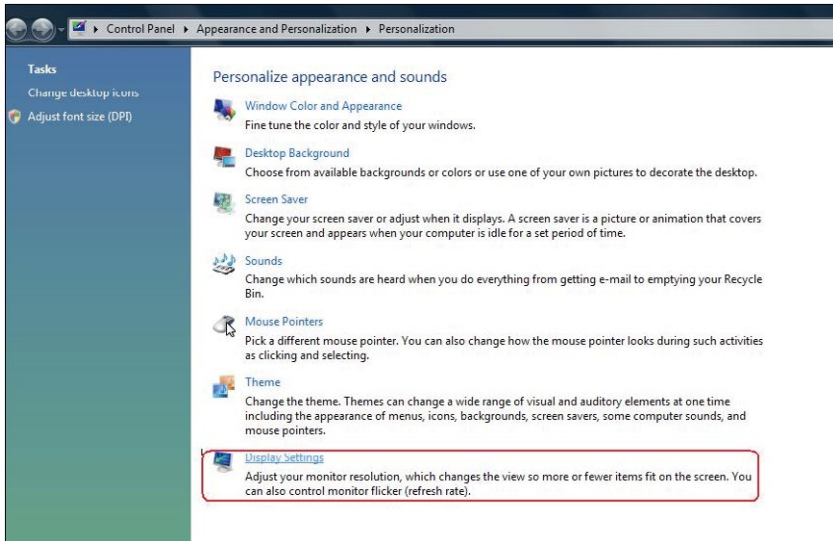 Control Panel ▸ Appearance and Personalization ▸ Personalization
Tasks
Change desktop icons
Adjust font size (DPI)
Personalize appearance and sounds
Window Color and Appearance
Fine tune the color and style of your windows.
Desktop Background
Choose from available backgrounds or colors or use one of your own pictures to decorate the desktop.
Screen Saver
Change your screen saver or adjust when it displays. A screen saver is a picture or animation that covers
your screen and appears when your computer is idle for a set period of time.
Sounds
Change which sounds are heard when you do everything from getting e-mail to emptying your Recycle
Bin.
Mouse Pointers
Pick a different mouse pointer. You can also change how the mouse pointer looks during such activities
as clicking and selecting.
Theme
Change the theme. Themes can change a wide range of visual and auditory elements at one time
including the appearance of menus, icons, backgrounds, screen savers, some computer sounds, and
mouse pointers.
Display Settings
Adjust your monitor resolution, which changes the view so more or fewer items fit on the screen. You
can also control monitor flicker (refresh rate).